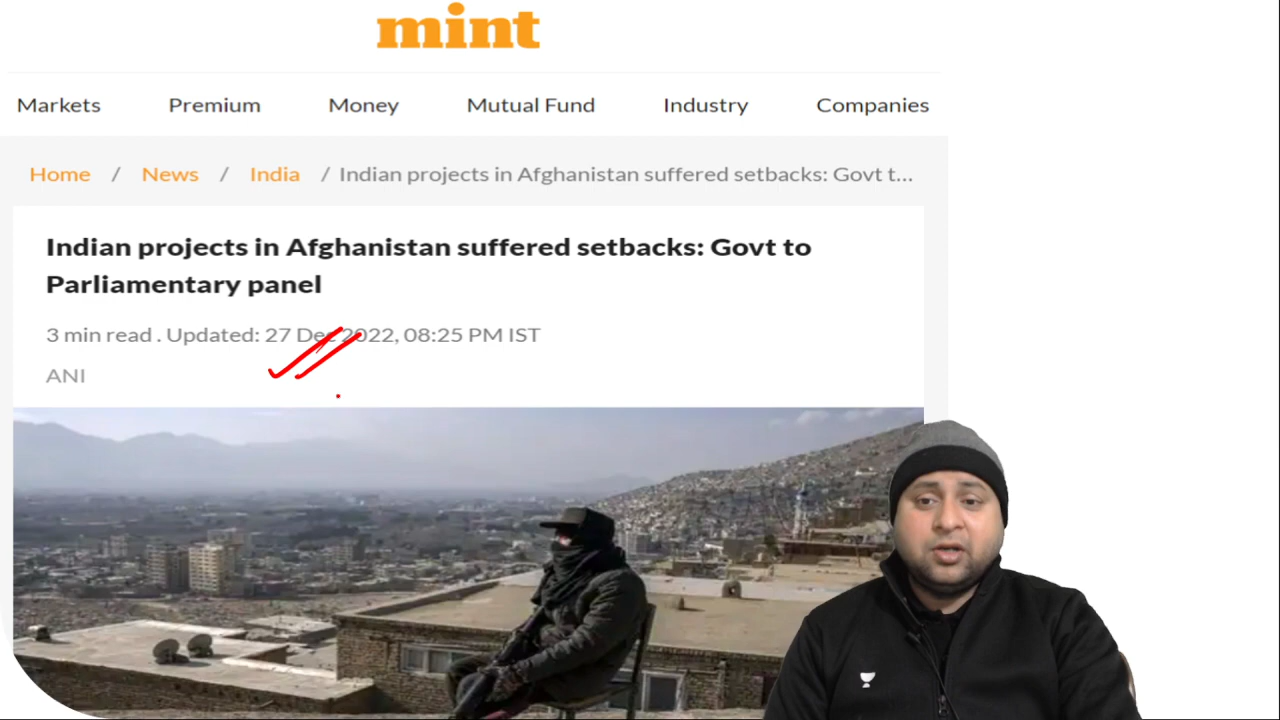 mint
Markets Premium Money Mutual Fund Industry Companies
Home / News / India / Indian projects in Afghanistan suffered setbacks: Govt t...
Indian projects in Afghanistan suffered setbacks: Govt to
Parliamentary panel
3 min read . Updated: 27 Dec 2022, 08:25 PM IST
ANI